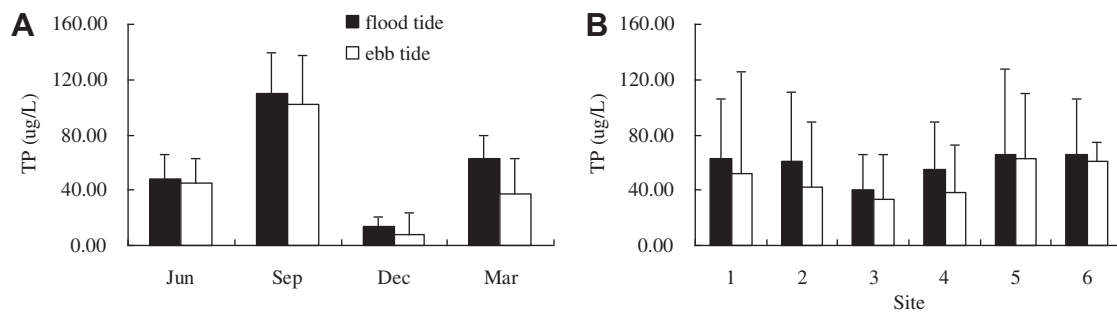 A
TP (ug/L)
160.00
120.00
80.00
40.00
0.00
Jun Sep Dec Mar
flood tide
ebb tide
B
TP (ug/L)
160.00
120.00
80.00
40.00
0.00
1 2 3 4 5 6
Site